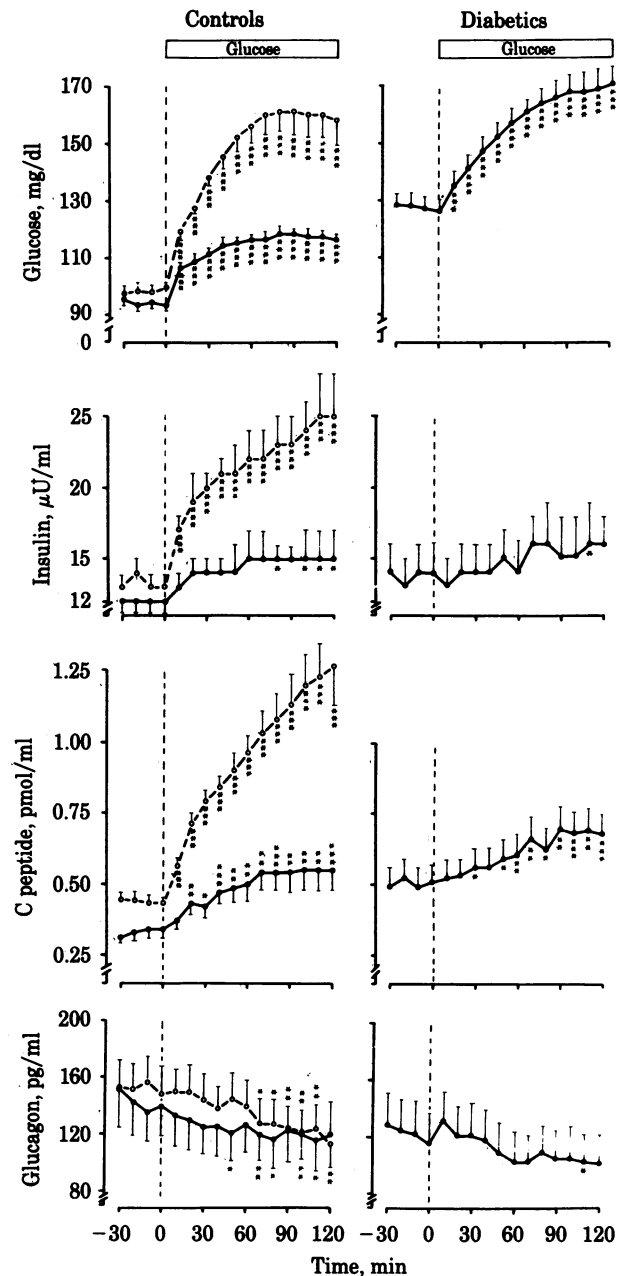 Controls
Diabetics
Glucose
Glucose
Glucose, mg/dl
170
150
130
110
90
0
Insulin, μU/ml
25
20
15
12
C peptide, pmol/ml
1.25
1.00
0.75
0.50
0.25
Glucagon, pg/ml
200
160
120
80
−30 0 30 60 90 120
−30 0 30 60 90 120
Time, min